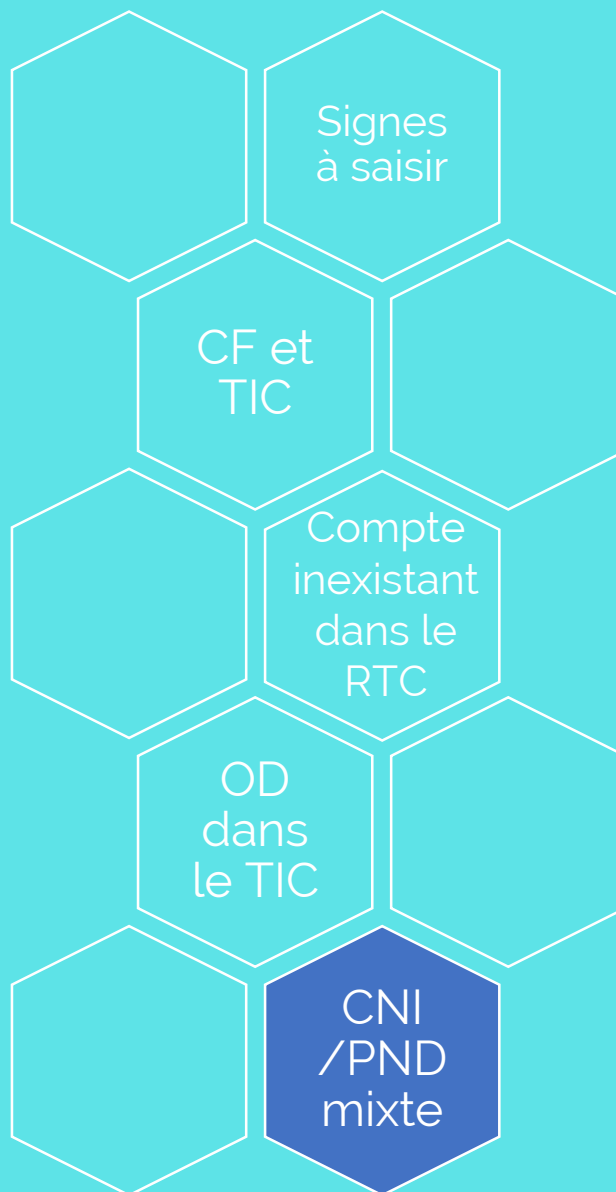 Signes
à saisir
CF et
TIC
Compte
inexistant
dans le
RTC
OD
dans
le TIC
CNI
/PND
mixte